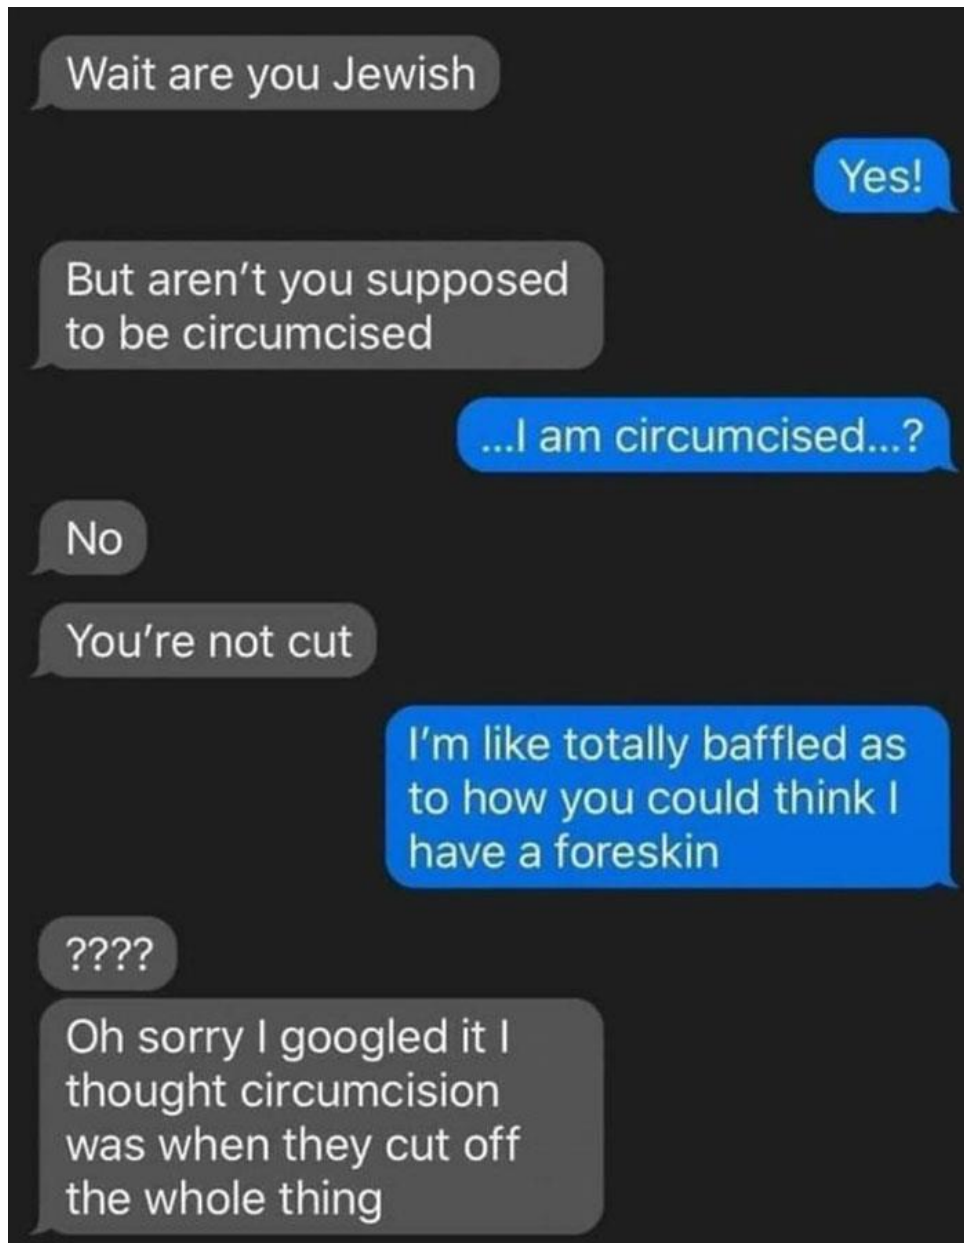 Wait are you Jewish
Yes!
But aren't you supposed
to be circumcised
...I am circumcised...?
No
You're not cut
I'm like totally baffled as
to how you could think I
have a foreskin
????
Oh sorry I googled it I
thought circumcision
was when they cut off
the whole thing